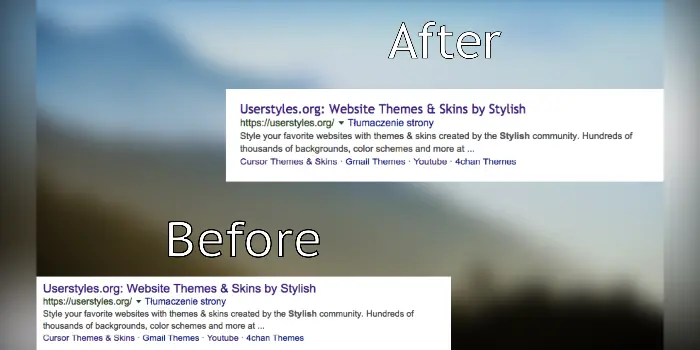 After
Userstyles.org: Website Themes & Skins by Stylish
https://userstyles.org/ Tłumaczenie strony
Style your favorite websites with themes & skins created by the Stylish community. Hundreds of
thousands of backgrounds, color schemes and more at ...
Cursor Themes & Skins · Gmail Themes · Youtube · 4chan Themes
Before
Userstyles.org: Website Themes & Skins by Stylish
https://userstyles.org/ Tłumaczenie strony
Style your favorite websites with themes & skins created by the Stylish community. Hundreds of
thousands of backgrounds, color schemes and more at ...
Cursor Themes & Skins · Gmail Themes · Youtube · 4chan Themes